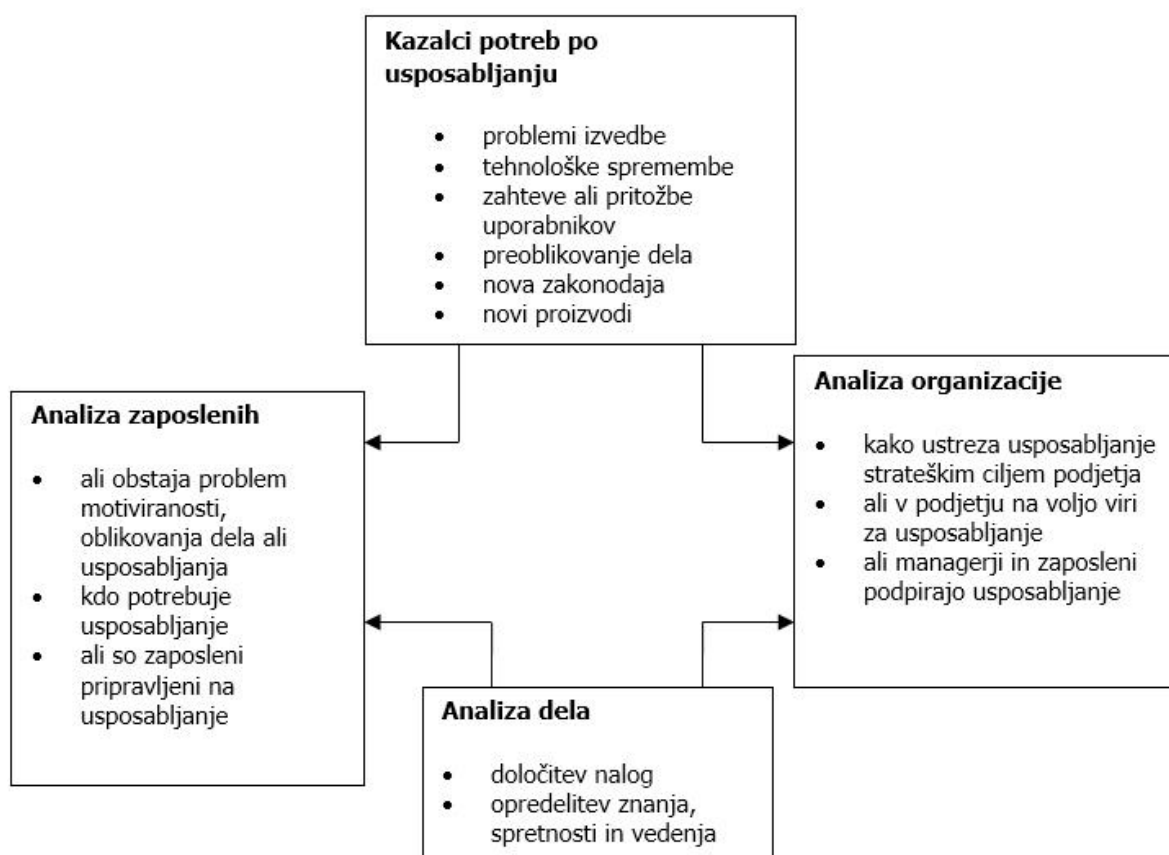 Kazalci potreb po
usposabljanju
• problemi izvedbe
• tehnološke spremembe
• zahteve ali pritožbe
uporabnikov
• preoblikovanje dela
• nova zakonodaja
• novi proizvodi
Analiza zaposlenih
• ali obstaja problem
motiviranosti,
oblikovanja dela ali
usposabljanja
• kdo potrebuje
usposabljanje
• ali so zaposleni
pripravljeni na
usposabljanje
Analiza organizacije
• kako ustreza usposabljanje
strateškim ciljem podjetja
• ali v podjetju na voljo viri
za usposabljanje
• ali managerji in zaposleni
podpirajo usposabljanje
Analiza dela
• določitev nalog
• opredelitev znanja,
spretnosti in vedenja